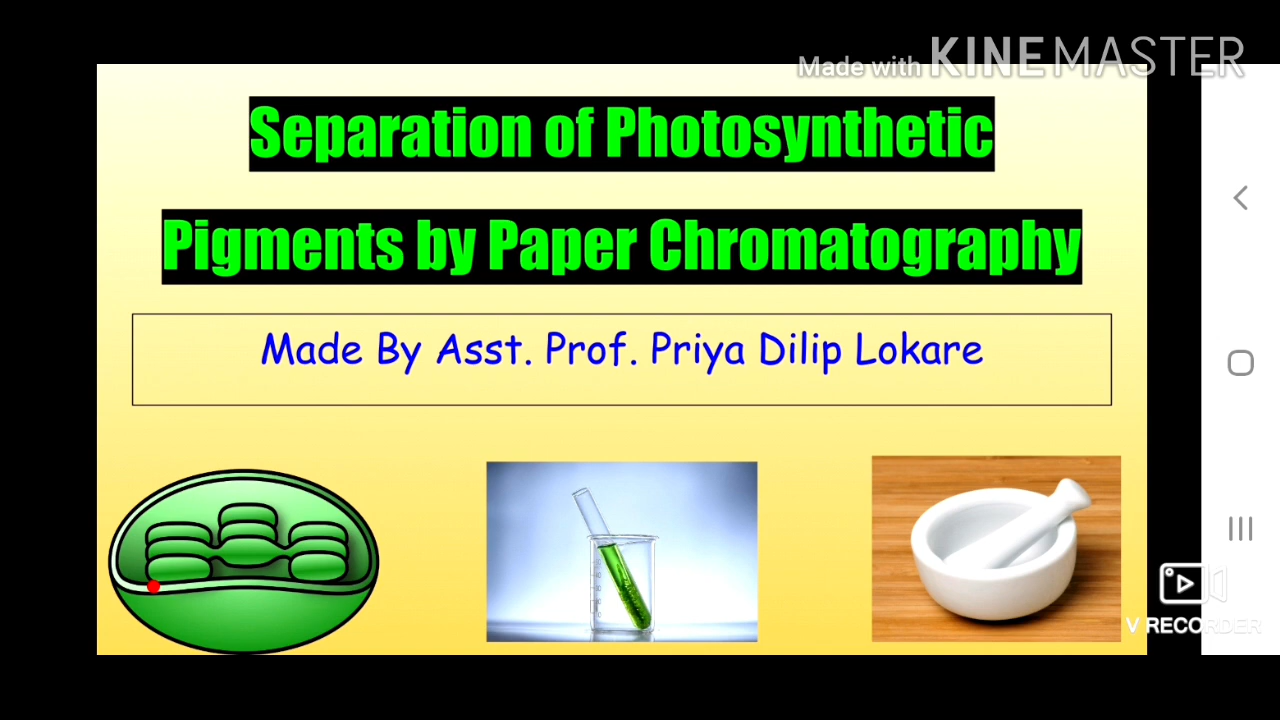 Made with KINEMASTER
Separation of Photosynthetic
Pigments by Paper Chromatography
Made By Asst. Prof. Priya Dilip Lokare
V RECORDER